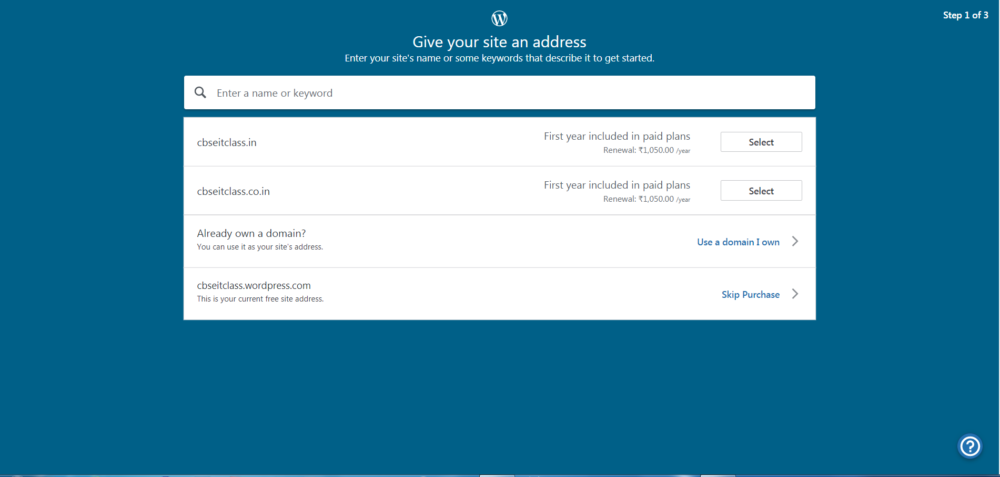 Step 1 of 3
Give your site an address
Enter your site's name or some keywords that describe it to get started.
Enter a name or keyword
cbseitclass.in
First year included in paid plans
Renewal: ₹1,050.00 /year
Select
cbseitclass.co.in
First year included in paid plans
Renewal: ₹1,050.00 /year
Select
Already own a domain?
You can use it as your site's address.
Use a domain I own
cbseitclass.wordpress.com
This is your current free site address.
Skip Purchase